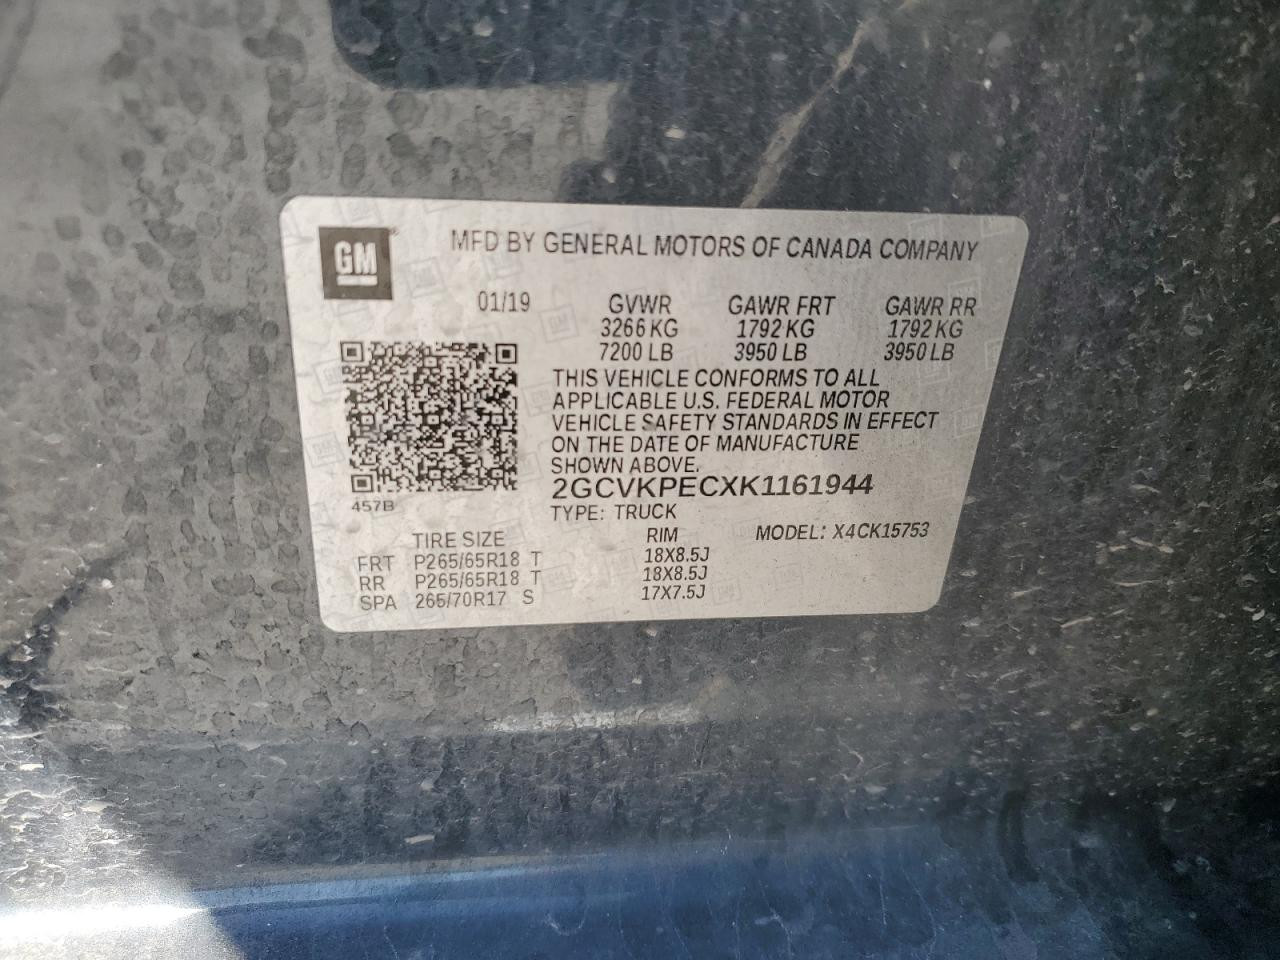 GM
MFD BY GENERAL MOTORS OF CANADA COMPANY
01/19 GVWR GAWR FRT GAWR RR
3266 KG 1792 KG 1792 KG
7200 LB 3950 LB 3950 LB
THIS VEHICLE CONFORMS TO ALL
APPLICABLE U.S. FEDERAL MOTOR
VEHICLE SAFETY STANDARDS IN EFFECT
ON THE DATE OF MANUFACTURE
SHOWN ABOVE.
2GCVKPECXK1161944
457B
TYPE: TRUCK
TIRE SIZE RIM MODEL: X4CK15753
FRT P265/65R18 T 18X8.5J
RR P265/65R18 T 18X8.5J
SPA 265/70R17 S 17X7.5J